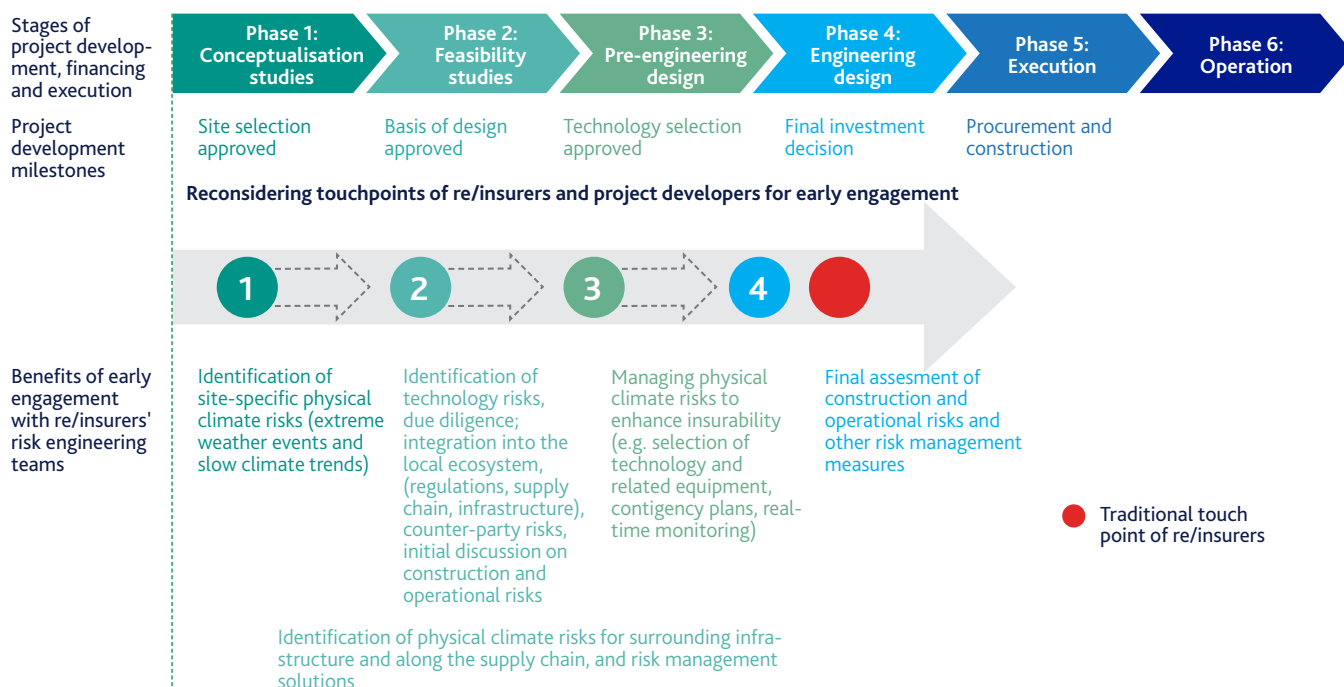 Stages of
project develop-
ment, financing
and execution
Phase 1:
Conceptualisation
studies
Phase 2:
Feasibility
studies
Phase 3:
Pre-engineering
design
Phase 4:
Engineering
design
Phase 5:
Execution
Phase 6:
Operation
Project
development
milestones
Site selection
approved
Basis of design
approved
Technology selection
approved
Final investment
decision
Procurement and
construction
Reconsidering touchpoints of re/insurers and project developers for early engagement
1
2
3
4
Benefits of early
engagement
with re/insurers'
risk engineering
teams
Identification of
site-specific physical
climate risks (extreme
weather events and
slow climate trends)
Identification of
technology risks,
due diligence;
integration into the
local ecosystem,
(regulations, supply
chain, infrastructure),
counter-party risks,
initial discussion on
construction and
operational risks
Managing physical
climate risks to
enhance insurability
(e.g. selection of
technology and
related equipment,
contigency plans, real-
time monitoring)
Final assesment of
construction and
operational risks and
other risk management
measures
Traditional touch
point of re/insurers
Identification of physical climate risks for surrounding infra-
structure and along the supply chain, and risk management
solutions